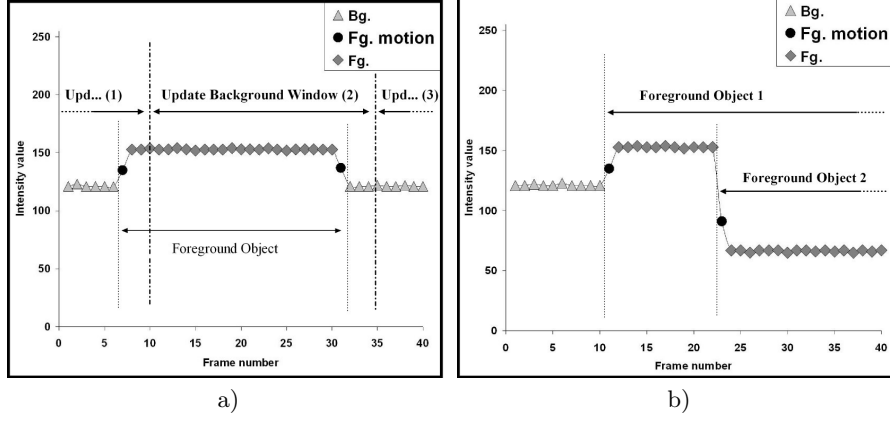 Bg.
Fg. motion
Fg.
250
200
150
100
50
0
Upd... (1)
Update Background Window (2)
Upd... (3)
Foreground Object
Intensity value
0 5 10 15 20 25 30 35 40
Frame number
a)
Bg.
Fg. motion
Fg.
250
200
150
100
50
0
Foreground Object 1
Foreground Object 2
Intensity value
0 5 10 15 20 25 30 35 40
Frame number
b)